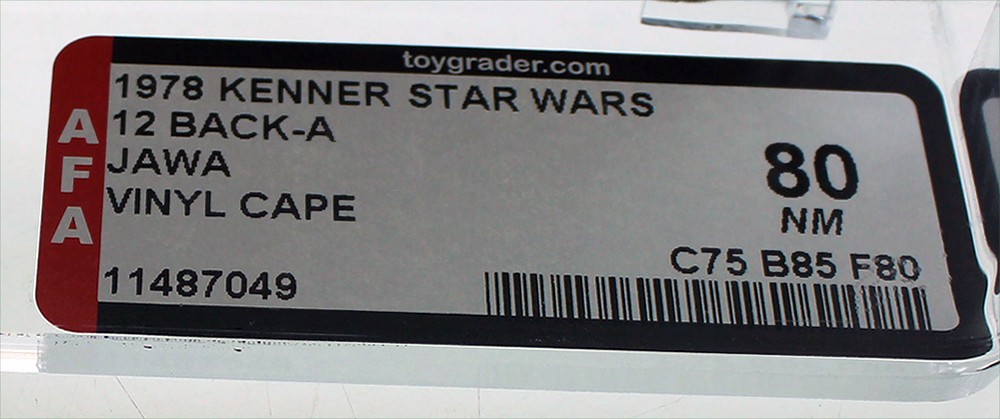 toygrader.com
AFA
1978 KENNER STAR WARS
12 BACK-A
JAWA
VINYL CAPE
80
NM
C75 B85 F80
11487049